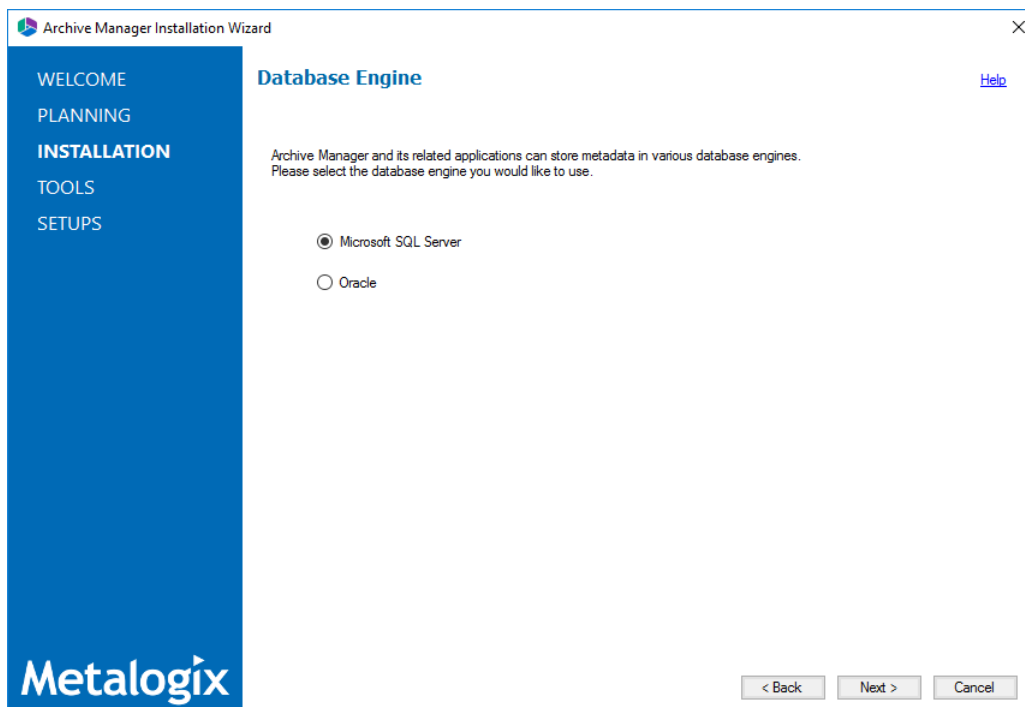 Archive Manager Installation Wizard
WELCOME
PLANNING
INSTALLATION
TOOLS
SETUPS
Metalogix
Database Engine
Help
Archive Manager and its related applications can store metadata in various database engines.
Please select the database engine you would like to use.
Microsoft SQL Server
Oracle
< Back
Next >
Cancel